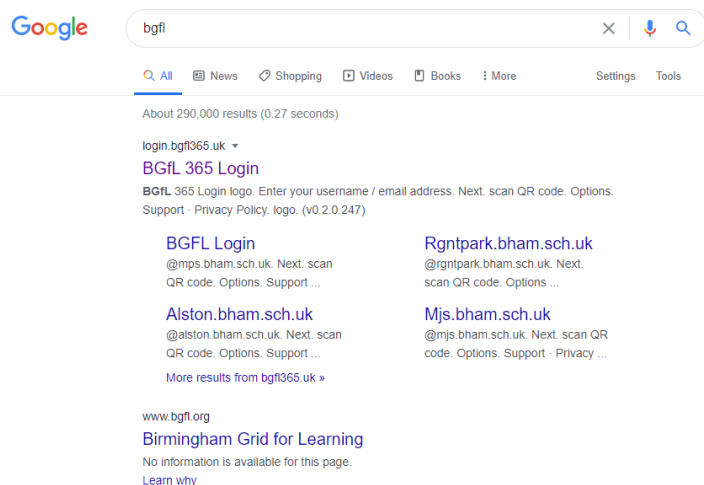 Google
bgfl
All News Shopping Videos Books More Settings Tools
About 290,000 results (0.27 seconds)
login.bgfl365.uk
BGfL 365 Login
BGfL 365 Login logo. Enter your username / email address. Next. scan QR code. Options.
Support · Privacy Policy. logo. (v0.2.0.247)
BGFL Login
@mps.bham.sch.uk. Next. scan
QR code. Options. Support ...
Rgntpark.bham.sch.uk
@rgntpark.bham.sch.uk. Next.
scan QR code. Options ...
Alston.bham.sch.uk
@alston.bham.sch.uk. Next. scan
QR code. Options. Support ...
Mjs.bham.sch.uk
@mjs.bham.sch.uk. Next. scan QR
code. Options. Support · Privacy ...
More results from bgfl365.uk »
www.bgfl.org
Birmingham Grid for Learning
No information is available for this page.
Learn why